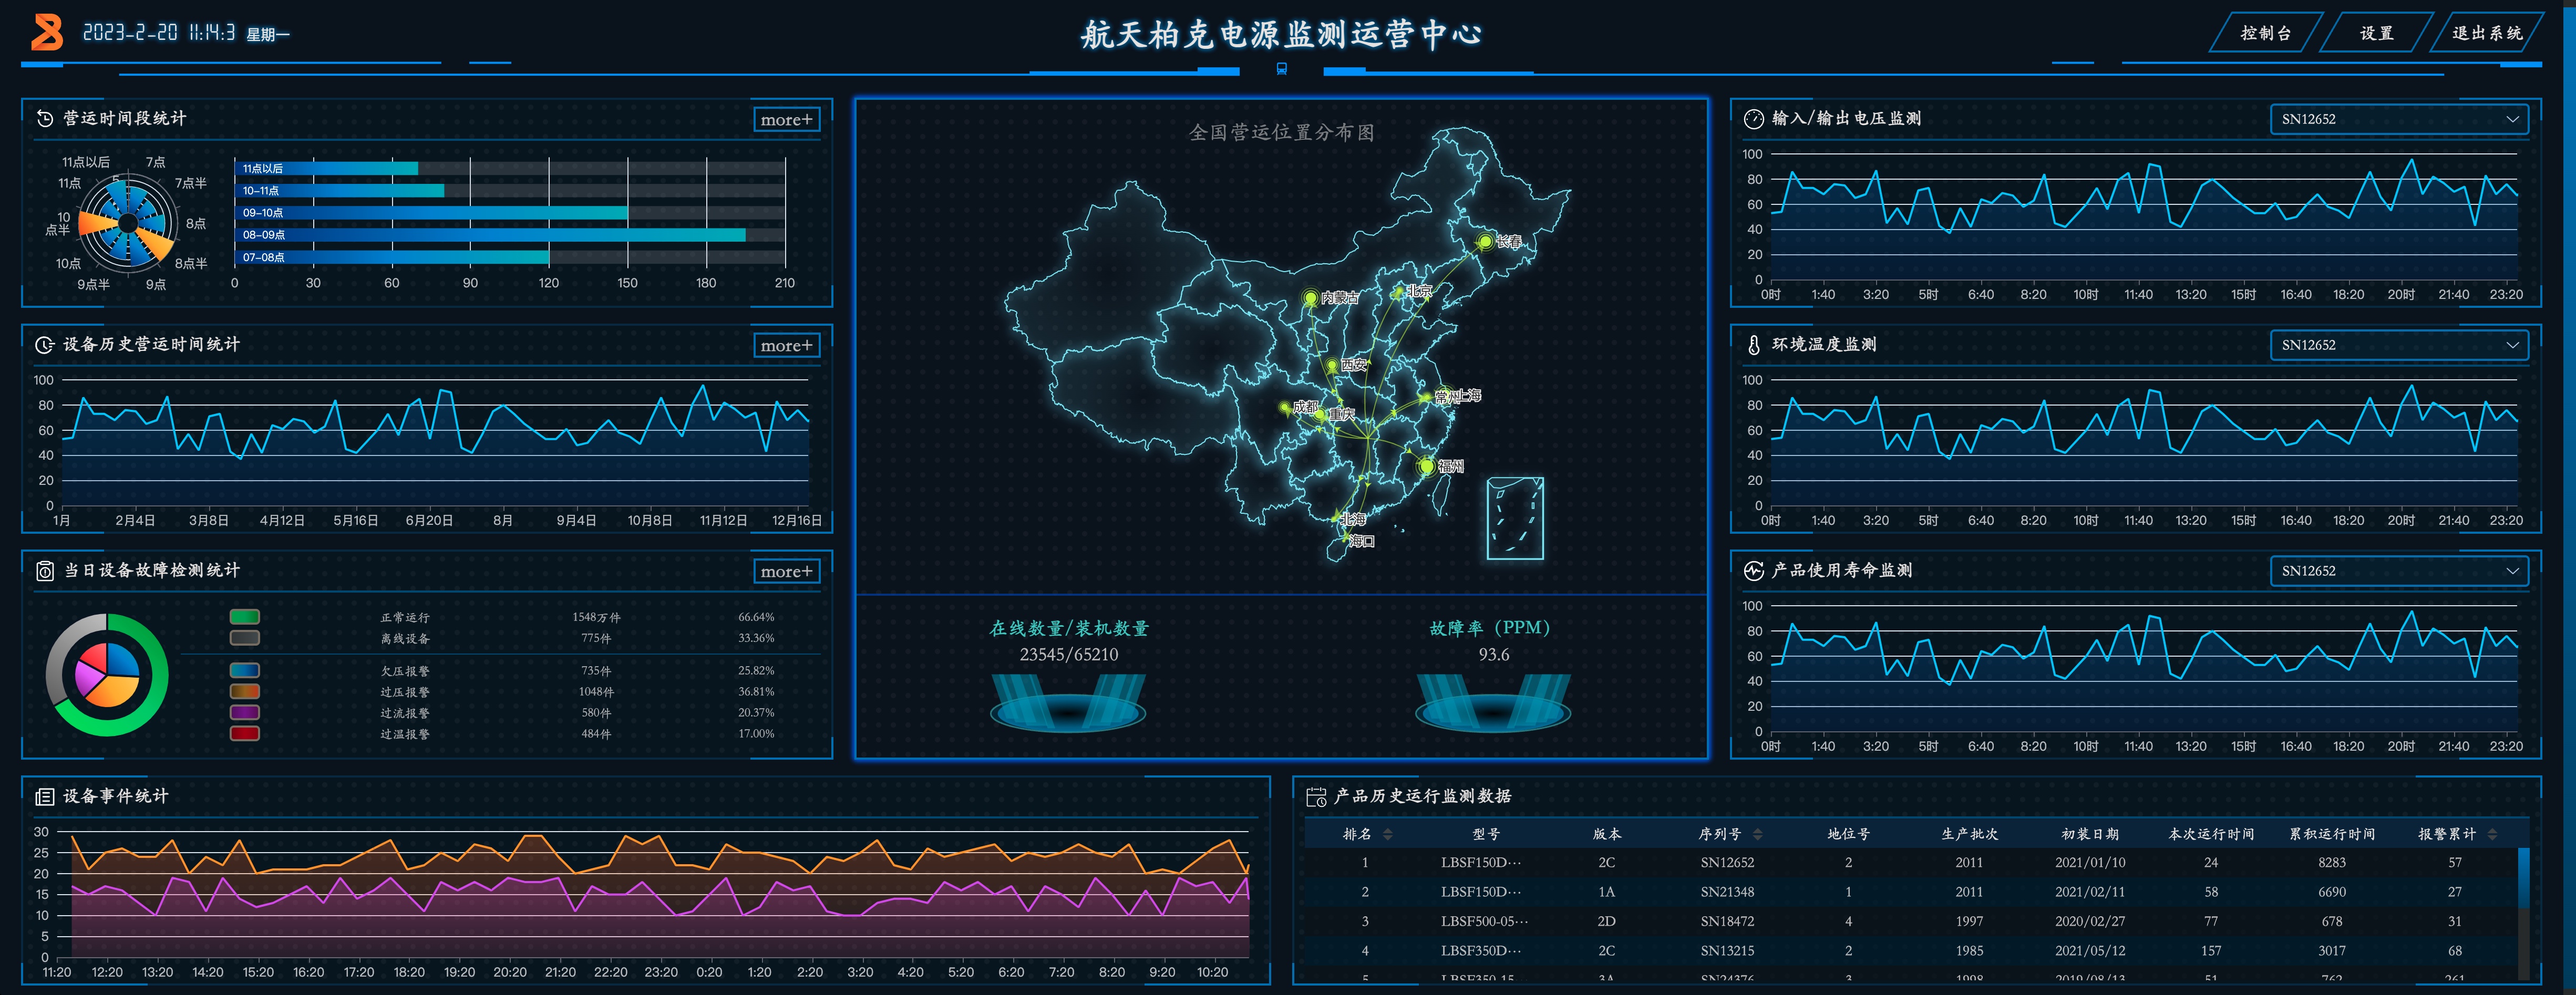 2023-2-20 11:14:3 星期一
航天柏克电源监测运营中心
控制台 设置 退出系统
营运时间段统计 more+
11点以后 7点
11点 5 7点半
10点半 8点
10点 8点半
9点半 9点
11点以后
10-11点
09-10点
08-09点
07-08点
0 30 60 90 120 150 180 210
设备历史营运时间统计 more+
100
80
60
40
20
0
1月 2月4日 3月8日 4月12日 5月16日 6月20日 8月 9月4日 10月8日 11月12日 12月16日
当日设备故障检测统计 more+
正常运行 1548万件 66.64%
离线设备 775件 33.36%
欠压报警 735件 25.82%
过压报警 1048件 36.81%
过流报警 580件 20.37%
过温报警 484件 17.00%
全国营运位置分布图
长春
内蒙古 北京
西安
常州 上海
成都 重庆
福州
北海
海口
在线数量/装机数量
23545/65210
故障率（PPM）
93.6
输入/输出电压监测 SN12652
100
80
60
40
20
0
0时 1:40 3:20 5时 6:40 8:20 10时 11:40 13:20 15时 16:40 18:20 20时 21:40 23:20
环境温度监测 SN12652
100
80
60
40
20
0
0时 1:40 3:20 5时 6:40 8:20 10时 11:40 13:20 15时 16:40 18:20 20时 21:40 23:20
产品使用寿命监测 SN12652
100
80
60
40
20
0
0时 1:40 3:20 5时 6:40 8:20 10时 11:40 13:20 15时 16:40 18:20 20时 21:40 23:20
设备事件统计
30
25
20
15
10
5
0
11:20 12:20 13:20 14:20 15:20 16:20 17:20 18:20 19:20 20:20 21:20 22:20 23:20 0:20 1:20 2:20 3:20 4:20 5:20 6:20 7:20 8:20 9:20 10:20
产品历史运行监测数据
排名 型号 版本 序列号 地位号 生产批次 初装日期 本次运行时间 累积运行时间 报警累计
1 LBSF150D… 2C SN12652 2 2011 2021/01/10 24 8283 57
2 LBSF150D… 1A SN21348 1 2011 2021/02/11 58 6690 27
3 LBSF500-05… 2D SN18472 4 1997 2020/02/27 77 678 31
4 LBSF350D… 2C SN13215 2 1985 2021/05/12 157 3017 68